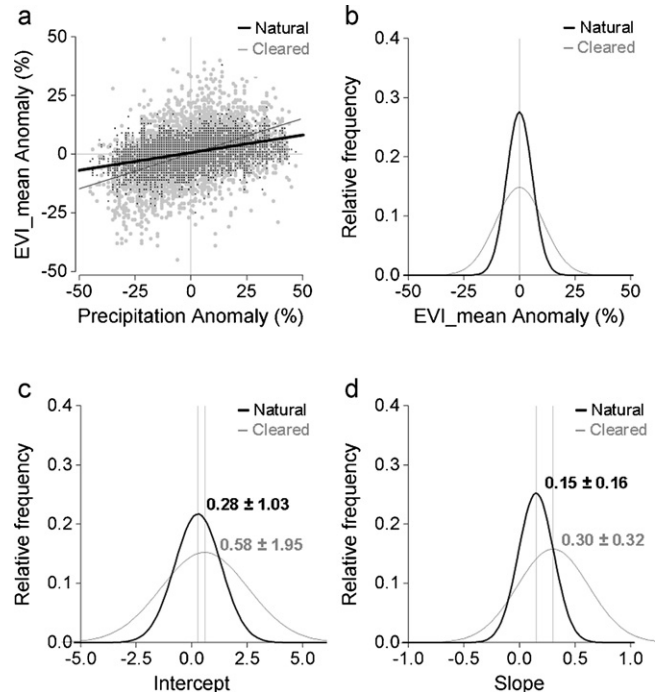 a
Natural
Cleared
EVI_mean Anomaly (%)
50
25
0
-25
-50
-50 -25 0 25 50
Precipitation Anomaly (%)
b
Natural
Cleared
Relative frequency
0.4
0.3
0.2
0.1
0.0
-50 -25 0 25 50
EVI_mean Anomaly (%)
c
Natural
Cleared
Relative frequency
0.4
0.3
0.2
0.1
0.0
0.28 ± 1.03
0.58 ± 1.95
-5.0 -2.5 0.0 2.5 5.0
Intercept
d
Natural
Cleared
Relative frequency
0.4
0.3
0.2
0.1
0.0
0.15 ± 0.16
0.30 ± 0.32
-1.0 -0.5 0.0 0.5 1.0
Slope